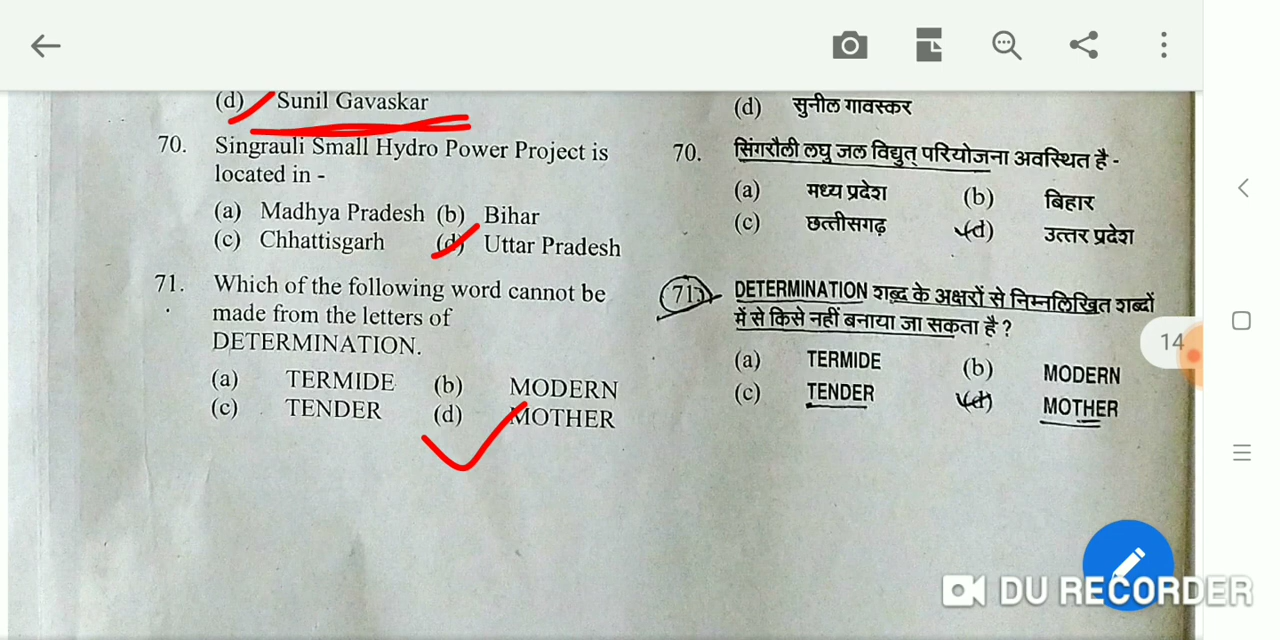 (d) Sunil Gavaskar
70. Singrauli Small Hydro Power Project is
located in -
(a) Madhya Pradesh (b) Bihar
(c) Chhattisgarh (d) Uttar Pradesh
71. Which of the following word cannot be
made from the letters of
DETERMINATION.
(a) TERMIDE (b) MODERN
(c) TENDER (d) MOTHER
(d) सुनील गावस्कर
70. सिंगरौली लघु जल विद्युत् परियोजना अवस्थित है -
(a) मध्य प्रदेश (b) बिहार
(c) छत्तीसगढ़ (d) उत्तर प्रदेश
71. DETERMINATION शब्द के अक्षरों से निम्नलिखित शब्दों
में से किसे नहीं बनाया जा सकता है ?
(a) TERMIDE (b) MODERN
(c) TENDER (d) MOTHER
14
DU RECORDER